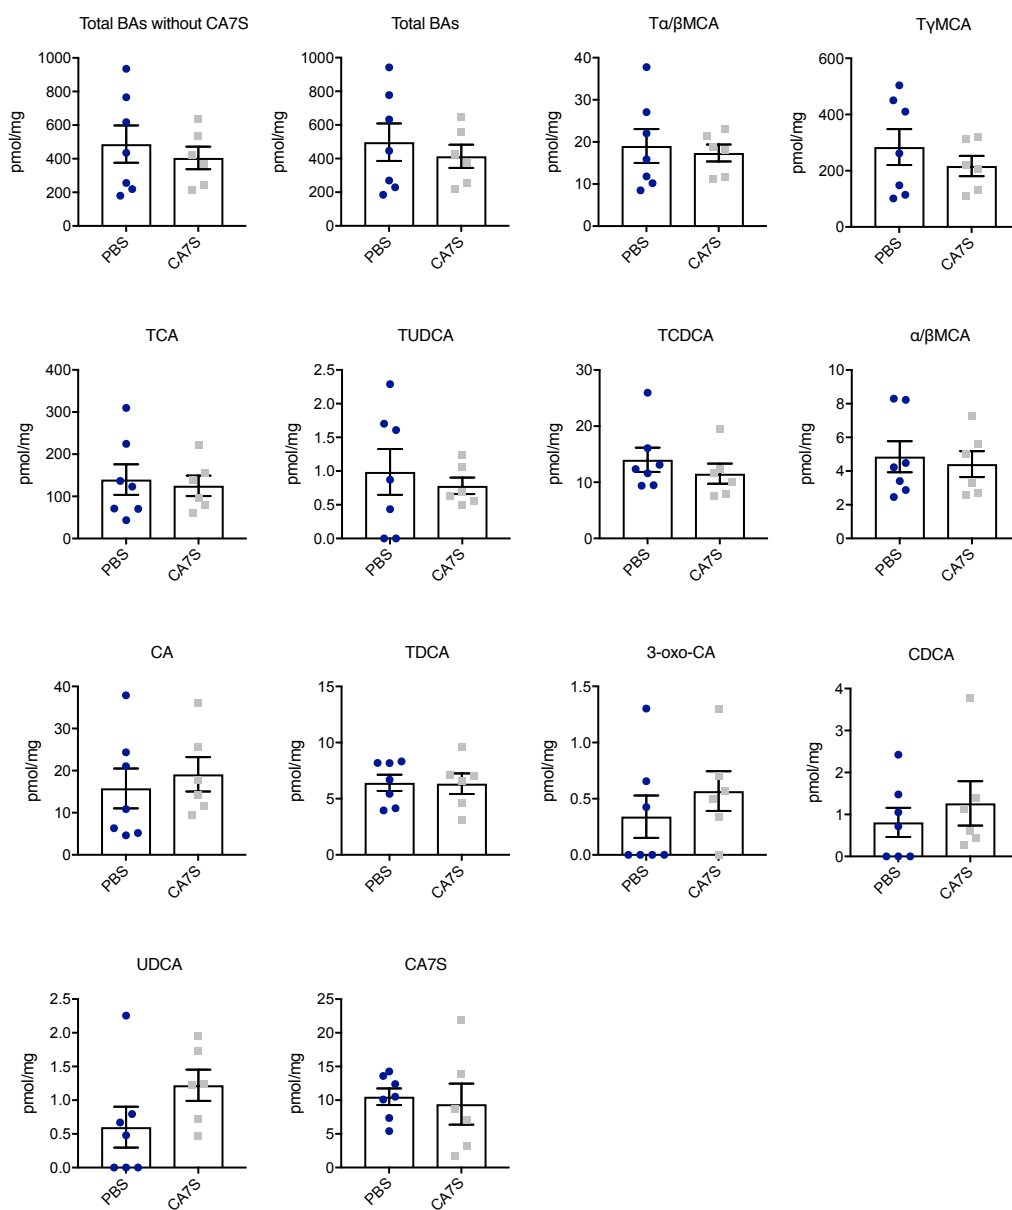 Total BAs without CA7S
Total BAs
Tα/βMCA
TγMCA
1000
800
600
400
200
0
pmol/mg
PBS
CA7S
1000
800
600
400
200
0
pmol/mg
PBS
CA7S
40
30
20
10
0
pmol/mg
PBS
CA7S
600
400
200
0
pmol/mg
PBS
CA7S
TCA
TUDCA
TCDCA
α/βMCA
400
300
200
100
0
pmol/mg
PBS
CA7S
2.5
2.0
1.5
1.0
0.5
0.0
pmol/mg
PBS
CA7S
30
20
10
0
pmol/mg
PBS
CA7S
10
8
6
4
2
0
pmol/mg
PBS
CA7S
CA
TDCA
3-oxo-CA
CDCA
40
30
20
10
0
pmol/mg
PBS
CA7S
15
10
5
0
pmol/mg
PBS
CA7S
1.5
1.0
0.5
0.0
pmol/mg
PBS
CA7S
4
3
2
1
0
pmol/mg
PBS
CA7S
UDCA
CA7S
2.5
2.0
1.5
1.0
0.5
0.0
pmol/mg
PBS
CA7S
25
20
15
10
5
0
pmol/mg
PBS
CA7S